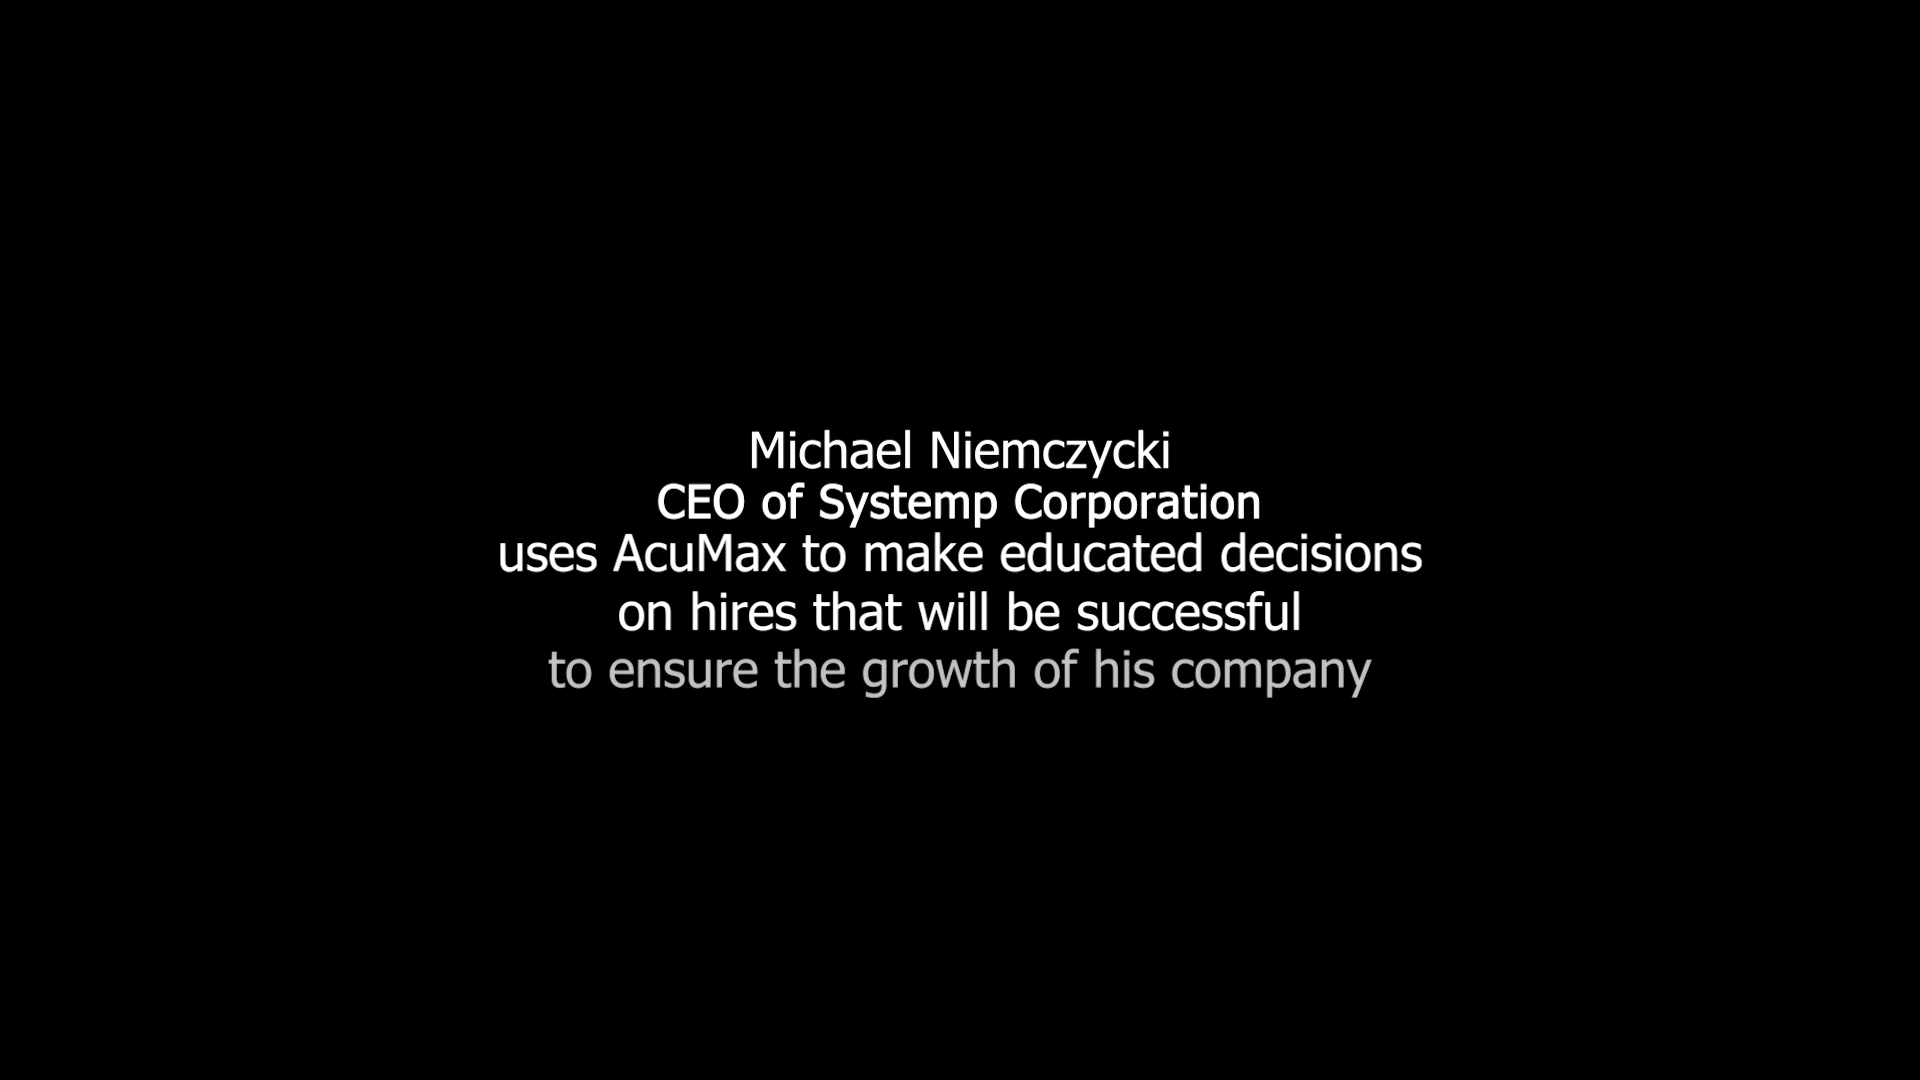 Michael Niemczycki
CEO of Systemp Corporation
uses AcuMax to make educated decisions
on hires that will be successful
to ensure the growth of his company